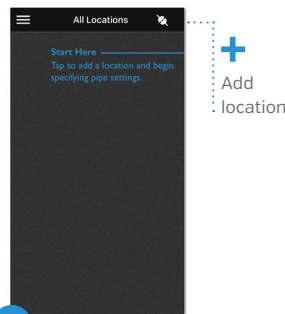 All Locations
Start Here
Tap to add a location and begin
specifying pipe settings.
Add
location